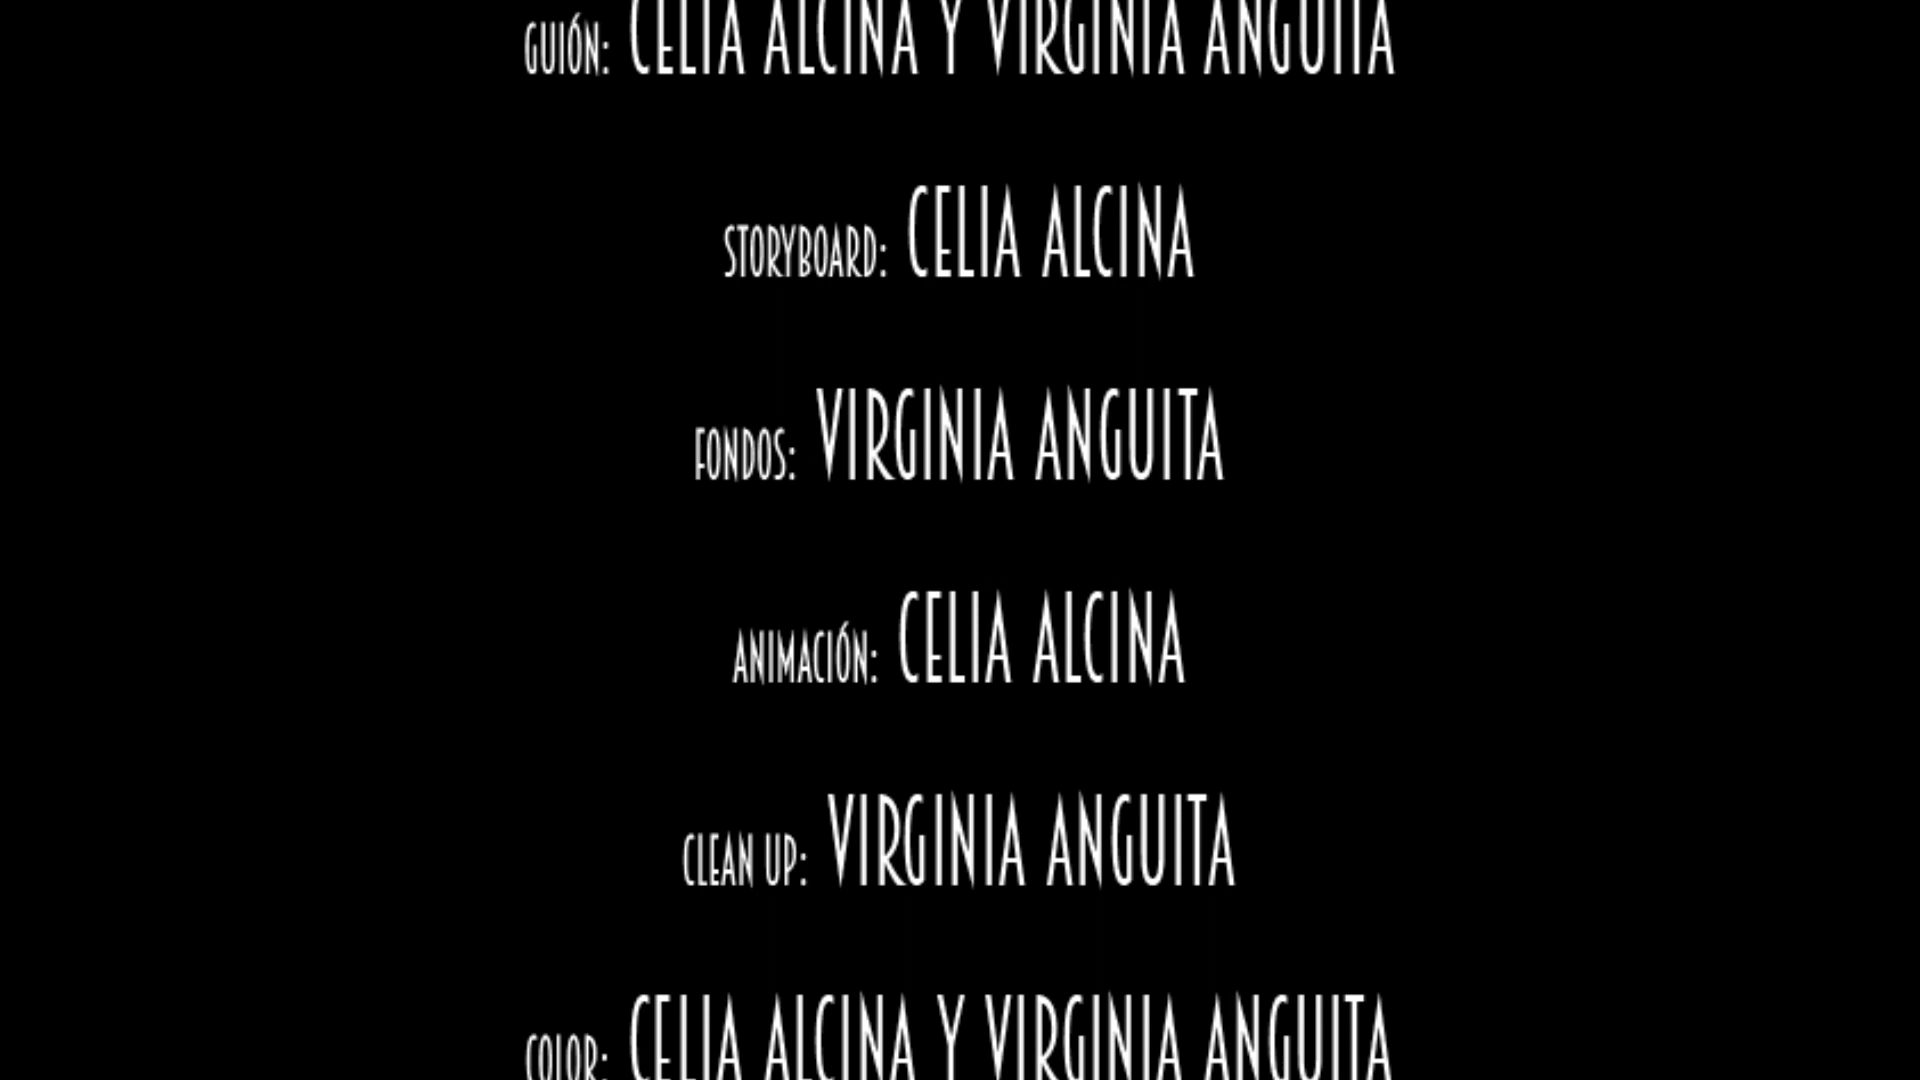 GUIÓN: CELIA ALCINA Y VIRGINIA ANGUITA
STORYBOARD: CELIA ALCINA
FONDOS: VIRGINIA ANGUITA
ANIMACIÓN: CELIA ALCINA
CLEAN UP: VIRGINIA ANGUITA
COLOR: CELIA ALCINA Y VIRGINIA ANGUITA